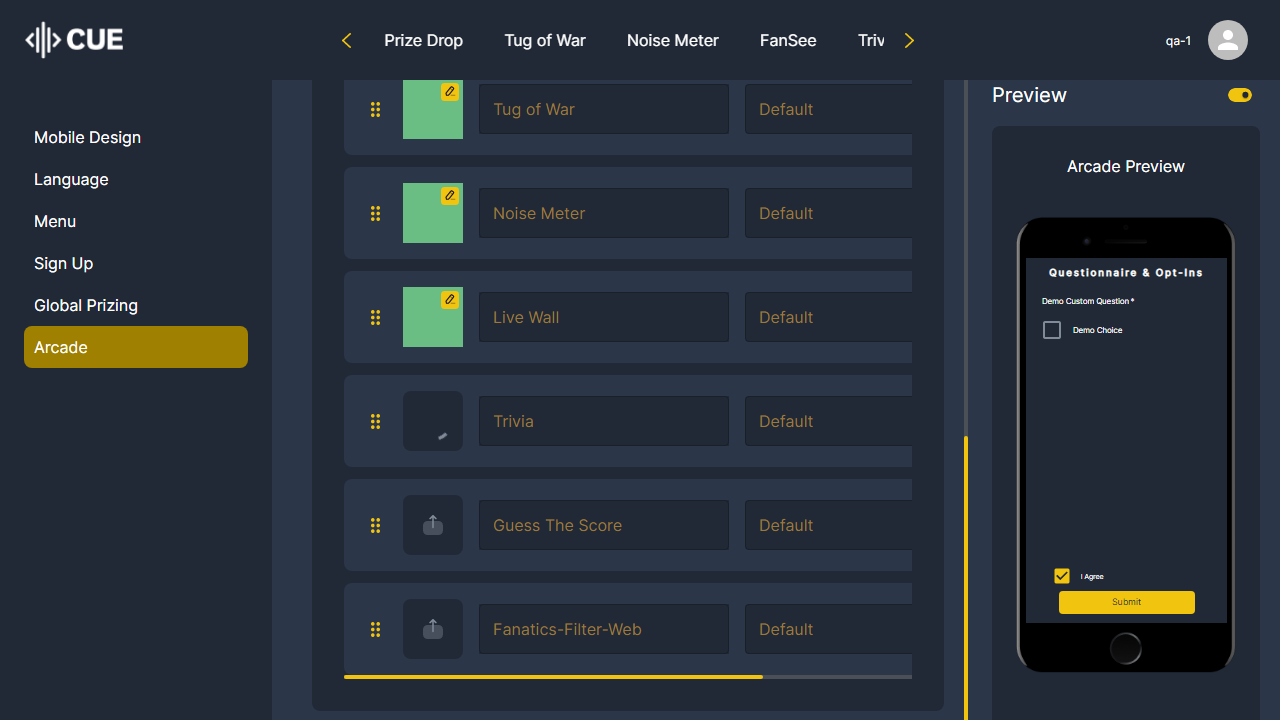 CUE
Prize Drop
Tug of War
Noise Meter
FanSee
Triv
qa-1
Mobile Design
Language
Menu
Sign Up
Global Prizing
Arcade
Tug of War
Default
Noise Meter
Default
Live Wall
Default
Trivia
Default
Guess The Score
Default
Fanatics-Filter-Web
Default
Preview
Arcade Preview
Questionnaire & Opt-Ins
Demo Custom Question *
Demo Choice
I Agree
Submit